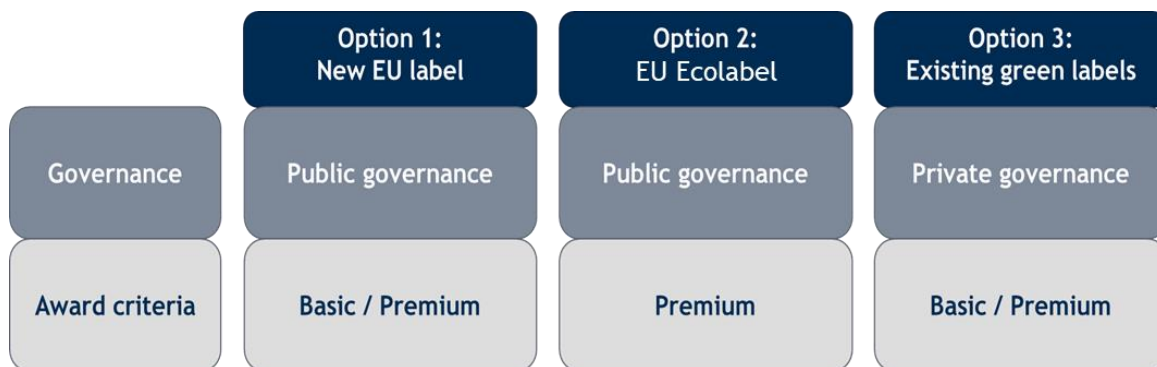 Option 1:
New EU label
Option 2:
EU Ecolabel
Option 3:
Existing green labels
Governance
Public governance
Public governance
Private governance
Award criteria
Basic / Premium
Premium
Basic / Premium